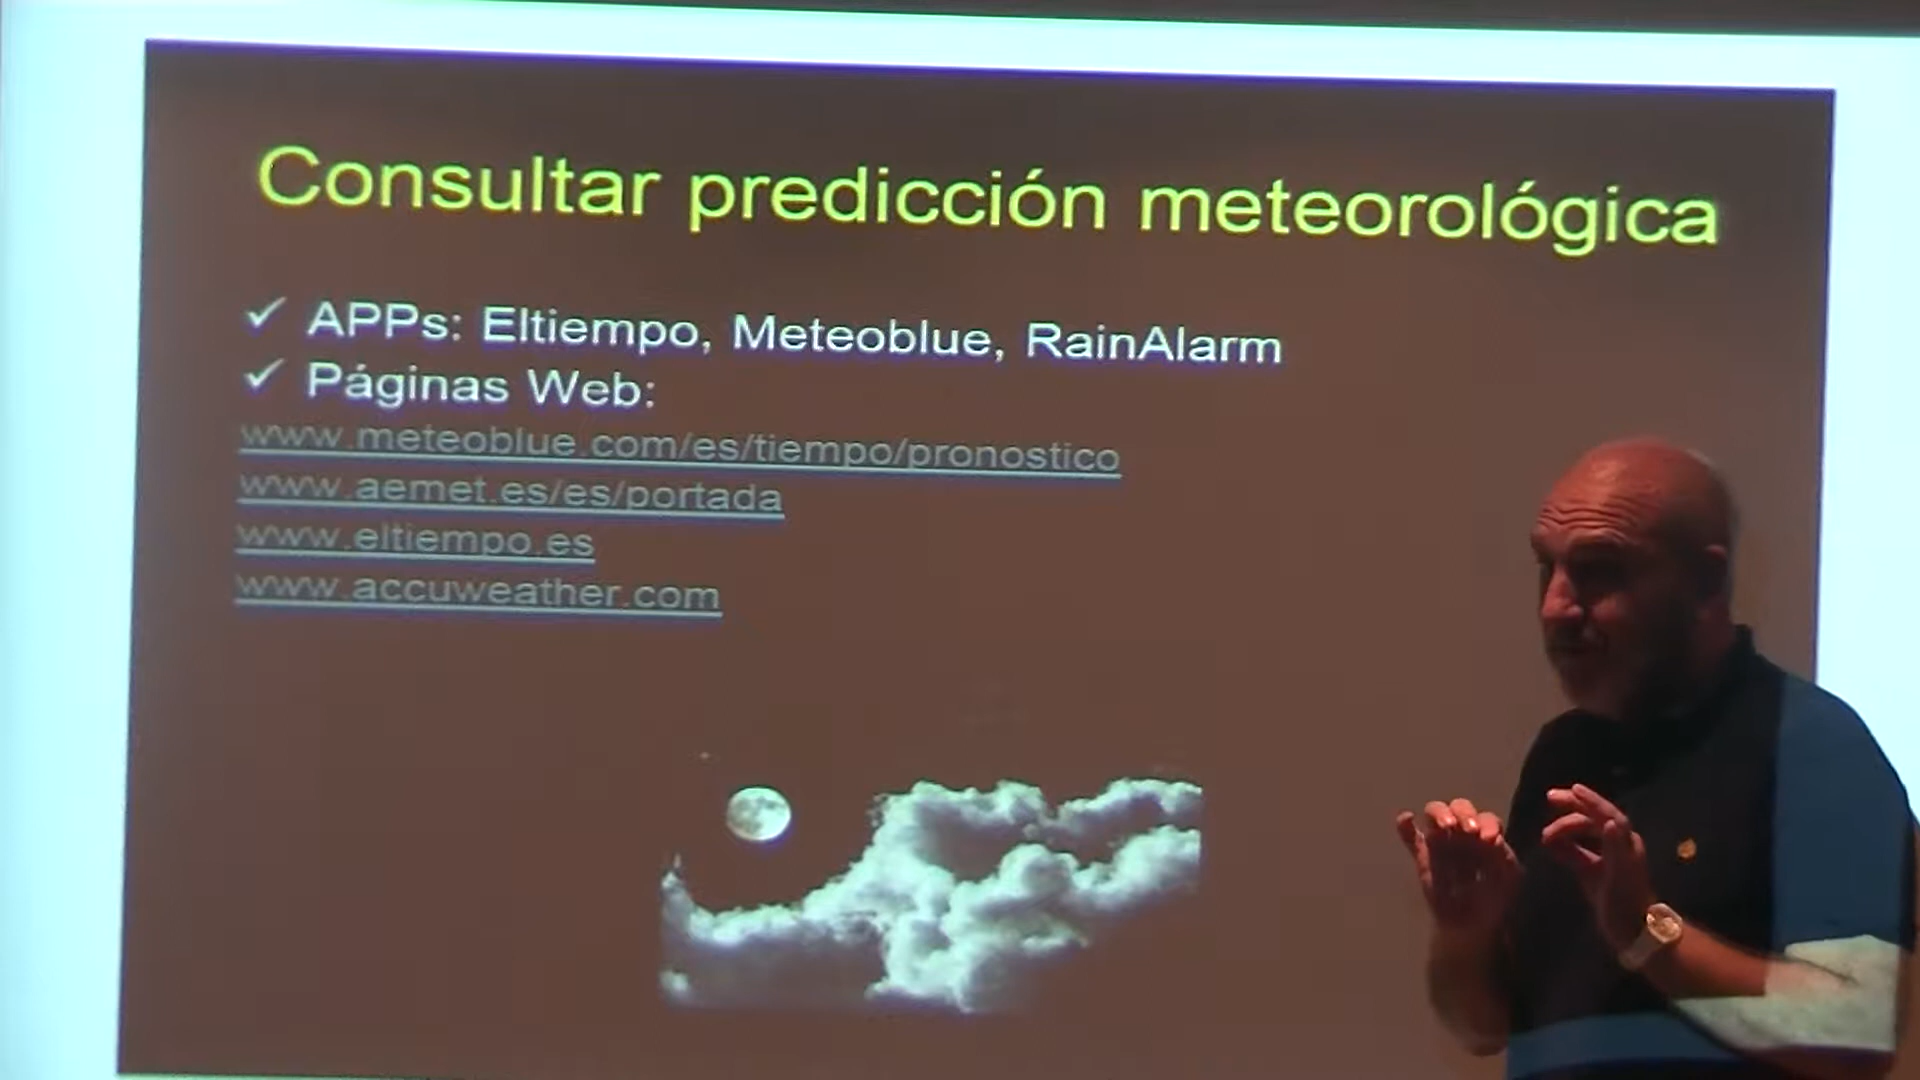 Consultar predicción meteorológica
✓ APPs: Eltiempo, Meteoblue, RainAlarm
✓ Páginas Web:
www.meteoblue.com/es/tiempo/pronostico
www.aemet.es/es/portada
www.eltiempo.es
www.accuweather.com